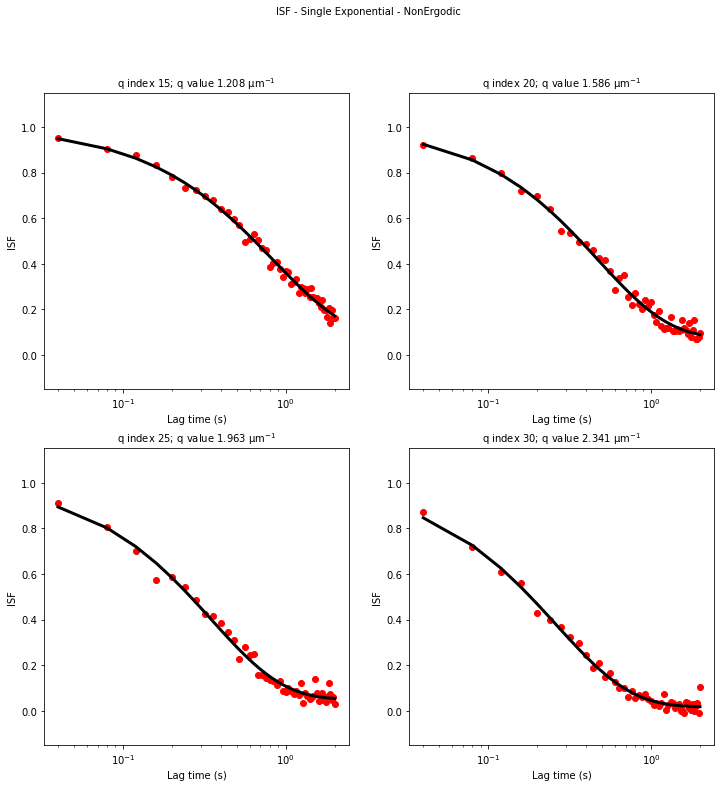 ISF - Single Exponential - NonErgodic
q index 15; q value 1.208 μm⁻¹
q index 20; q value 1.586 μm⁻¹
1.0
0.8
0.6
0.4
0.2
0.0
ISF
10⁻¹
10⁰
Lag time (s)
1.0
0.8
0.6
0.4
0.2
0.0
ISF
10⁻¹
10⁰
Lag time (s)
q index 25; q value 1.963 μm⁻¹
q index 30; q value 2.341 μm⁻¹
1.0
0.8
0.6
0.4
0.2
0.0
ISF
10⁻¹
10⁰
Lag time (s)
1.0
0.8
0.6
0.4
0.2
0.0
ISF
10⁻¹
10⁰
Lag time (s)